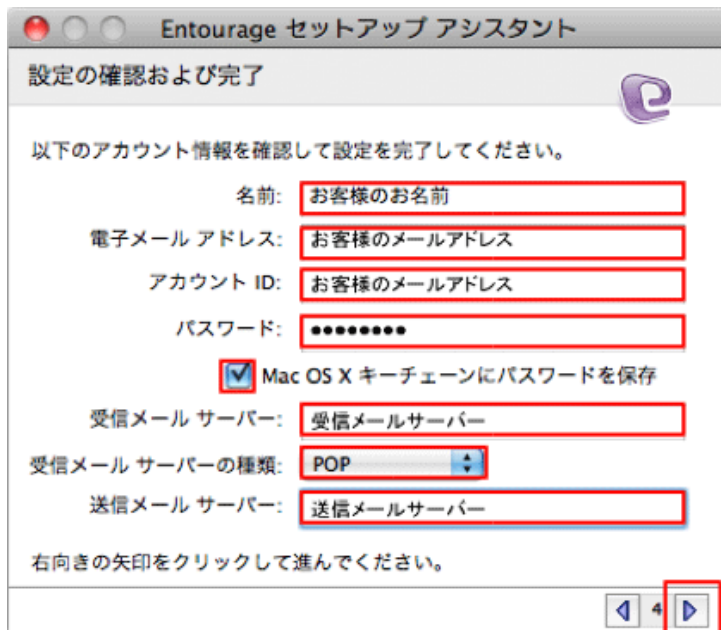 Entourage セットアップ アシスタント
設定の確認および完了
以下のアカウント情報を確認して設定を完了してください。
名前: お客様のお名前
電子メール アドレス: お客様のメールアドレス
アカウント ID: お客様のメールアドレス
パスワード: ••••••••
Mac OS X キーチェーンにパスワードを保存
受信メール サーバー: 受信メールサーバー
受信メール サーバーの種類: POP
送信メール サーバー: 送信メールサーバー
右向きの矢印をクリックして進んでください。
4